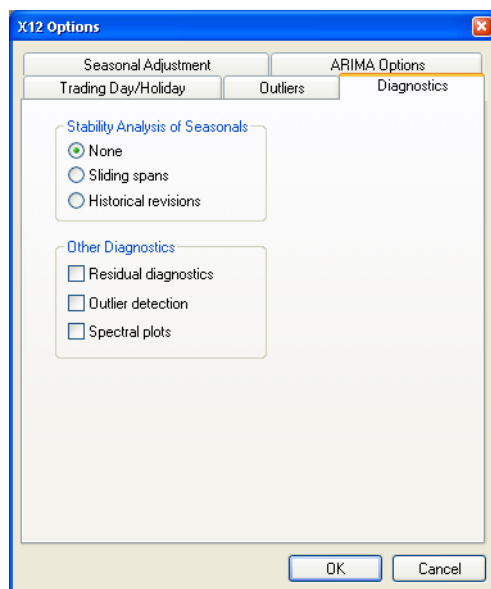 X12 Options
Seasonal Adjustment
ARIMA Options
Trading Day/Holiday
Outliers
Diagnostics
Stability Analysis of Seasonals
None
Sliding spans
Historical revisions
Other Diagnostics
Residual diagnostics
Outlier detection
Spectral plots
OK
Cancel